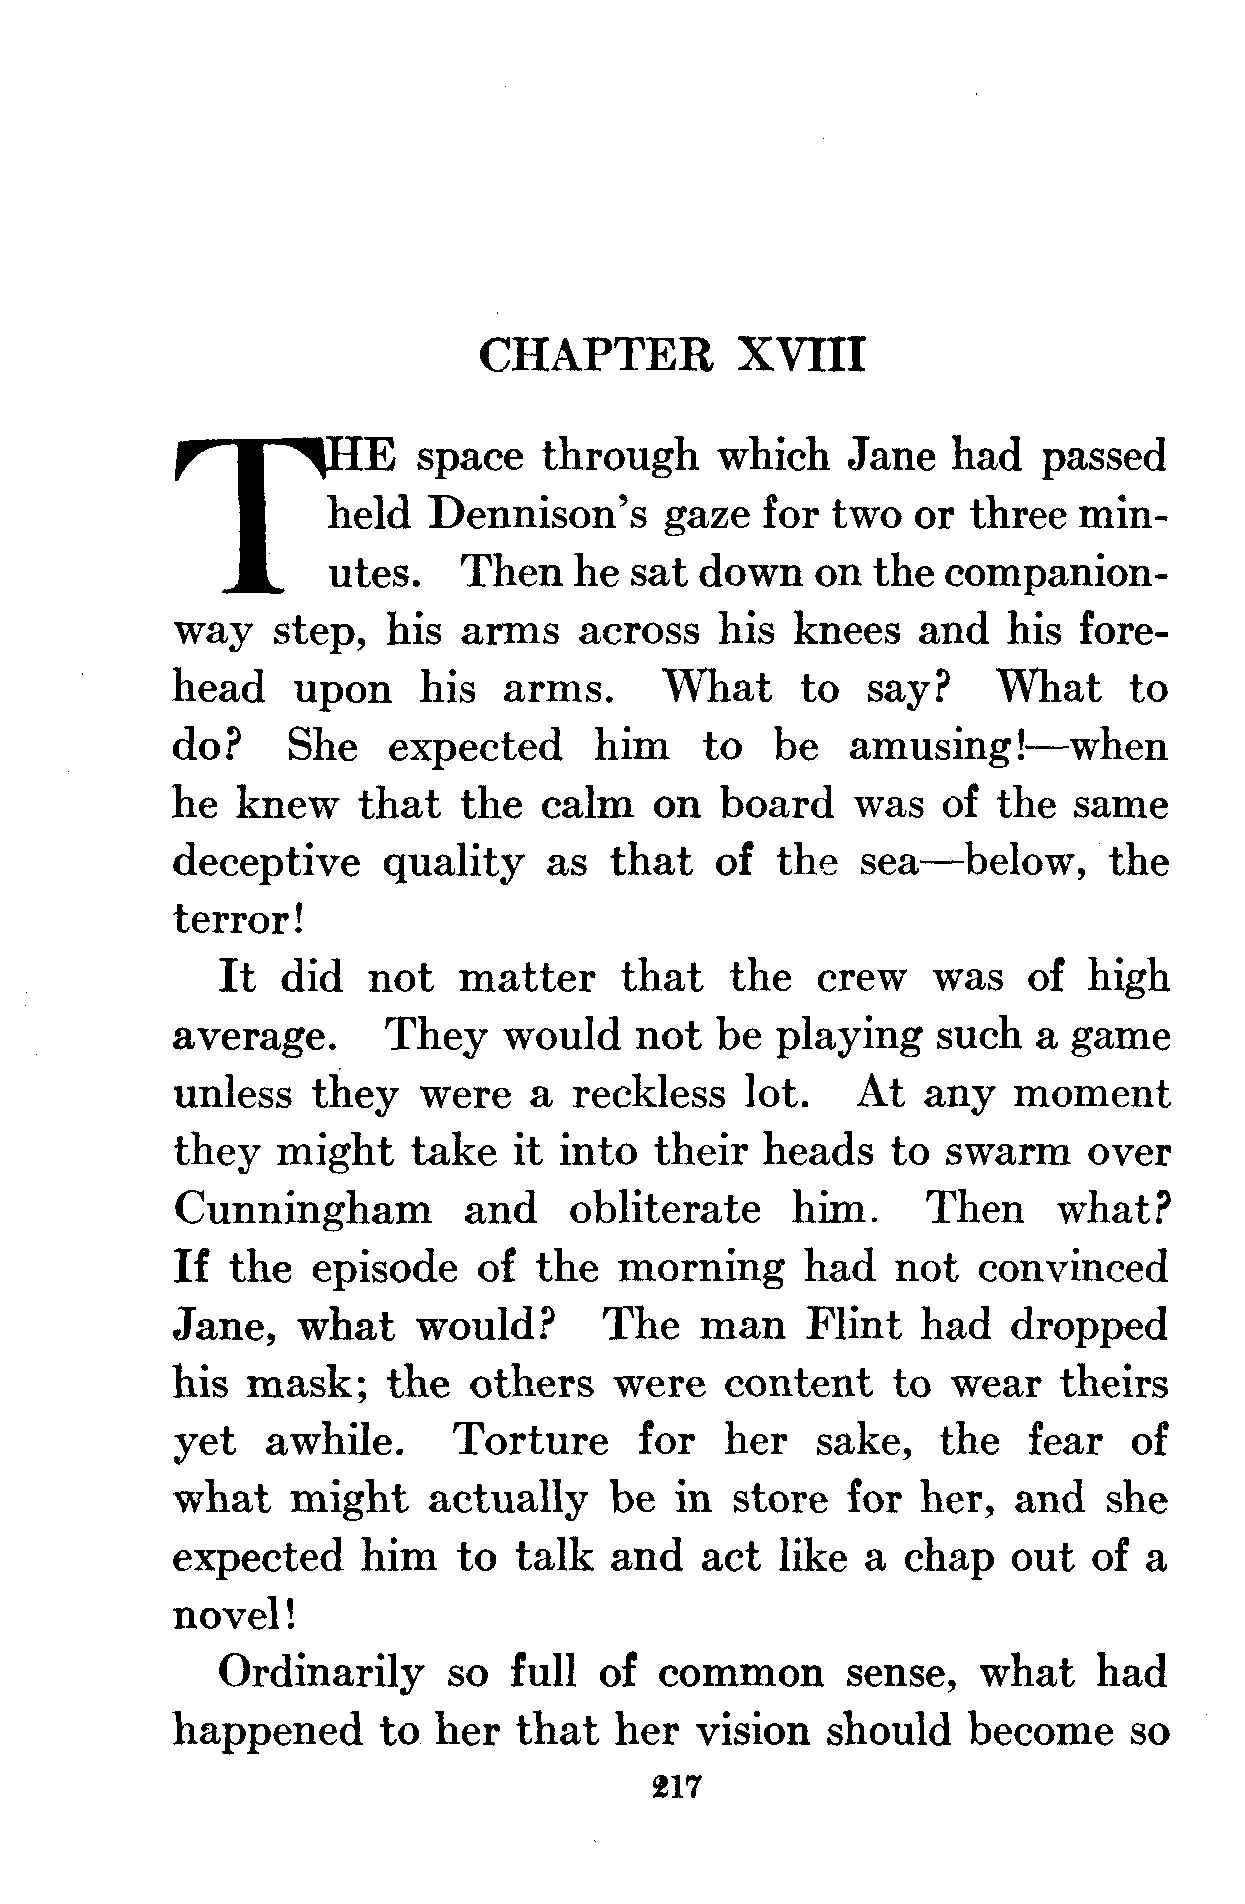 CHAPTER XVIII
THE space through which Jane had passed
held Dennison's gaze for two or three min-
utes. Then he sat down on the companion-
way step, his arms across his knees and his fore-
head upon his arms. What to say? What to
do? She expected him to be amusing!—when
he knew that the calm on board was of the same
deceptive quality as that of the sea—below, the
terror!
It did not matter that the crew was of high
average. They would not be playing such a game
unless they were a reckless lot. At any moment
they might take it into their heads to swarm over
Cunningham and obliterate him. Then what?
If the episode of the morning had not convinced
Jane, what would? The man Flint had dropped
his mask; the others were content to wear theirs
yet awhile. Torture for her sake, the fear of
what might actually be in store for her, and she
expected him to talk and act like a chap out of a
novel!
Ordinarily so full of common sense, what had
happened to her that her vision should become so
217